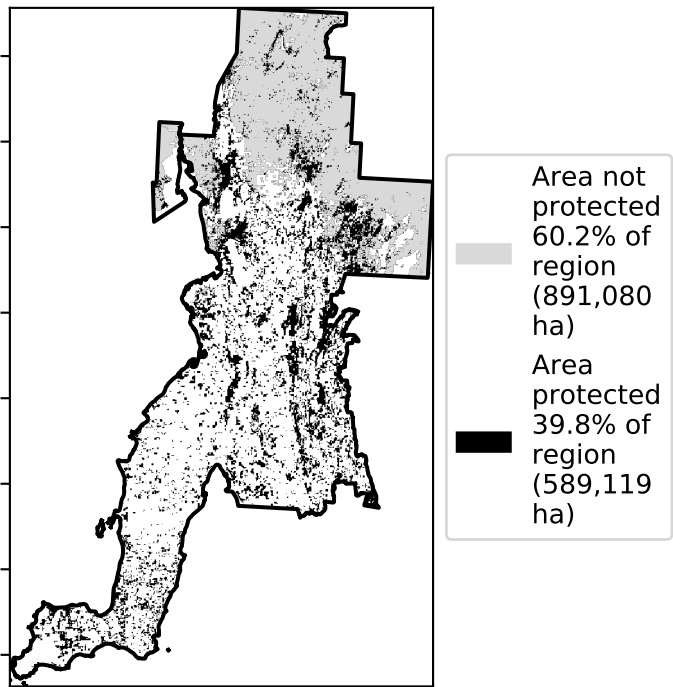 Area not
protected
60.2% of
region
(891,080
ha)
Area
protected
39.8% of
region
(589,119
ha)